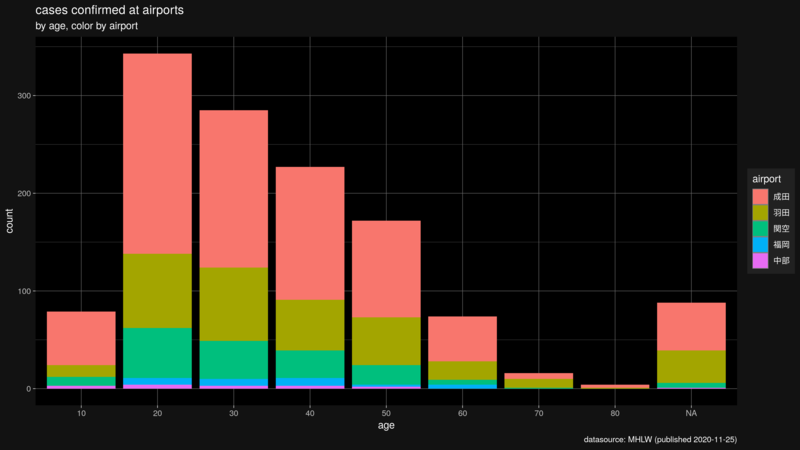 cases confirmed at airports
by age, color by airport
count
300
200
100
0
10 20 30 40 50 60 70 80 NA
age
airport
成田
羽田
関空
福岡
中部
datasource: MHLW (published 2020-11-25)